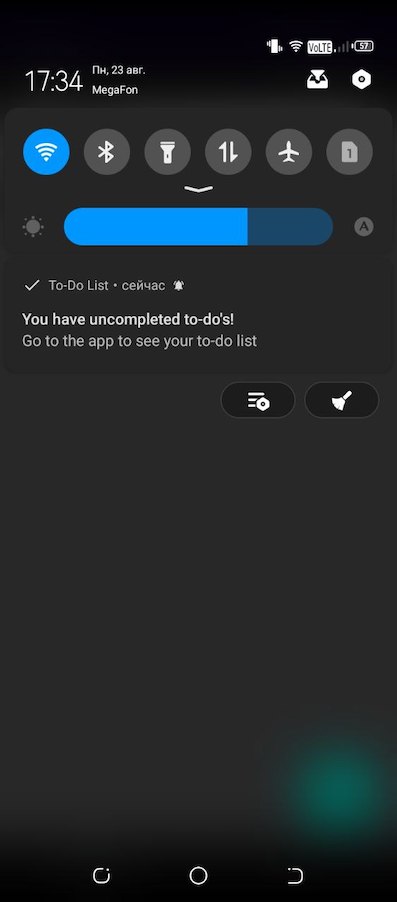 VoLTE 57
17:34
Пн, 23 авг.
MegaFon
1
A
To-Do List • сейчас
You have uncompleted to-do's!
Go to the app to see your to-do list